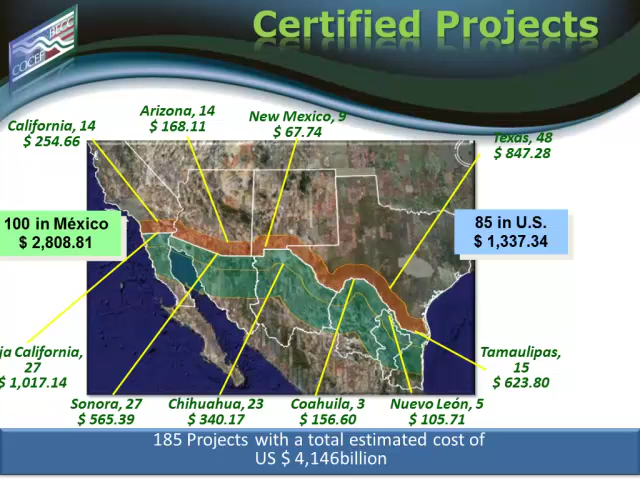 Certified Projects
BECC
COCEF
Arizona, 14
$ 168.11
New Mexico, 9
$ 67.74
California, 14
$ 254.66
Texas, 48
$ 847.28
100 in México
$ 2,808.81
85 in U.S.
$ 1,337.34
ja California,
27
$ 1,017.14
Tamaulipas,
15
$ 623.80
Sonora, 27
$ 565.39
Chihuahua, 23
$ 340.17
Coahuila, 3
$ 156.60
Nuevo León, 5
$ 105.71
185 Projects with a total estimated cost of
US $ 4,146billion